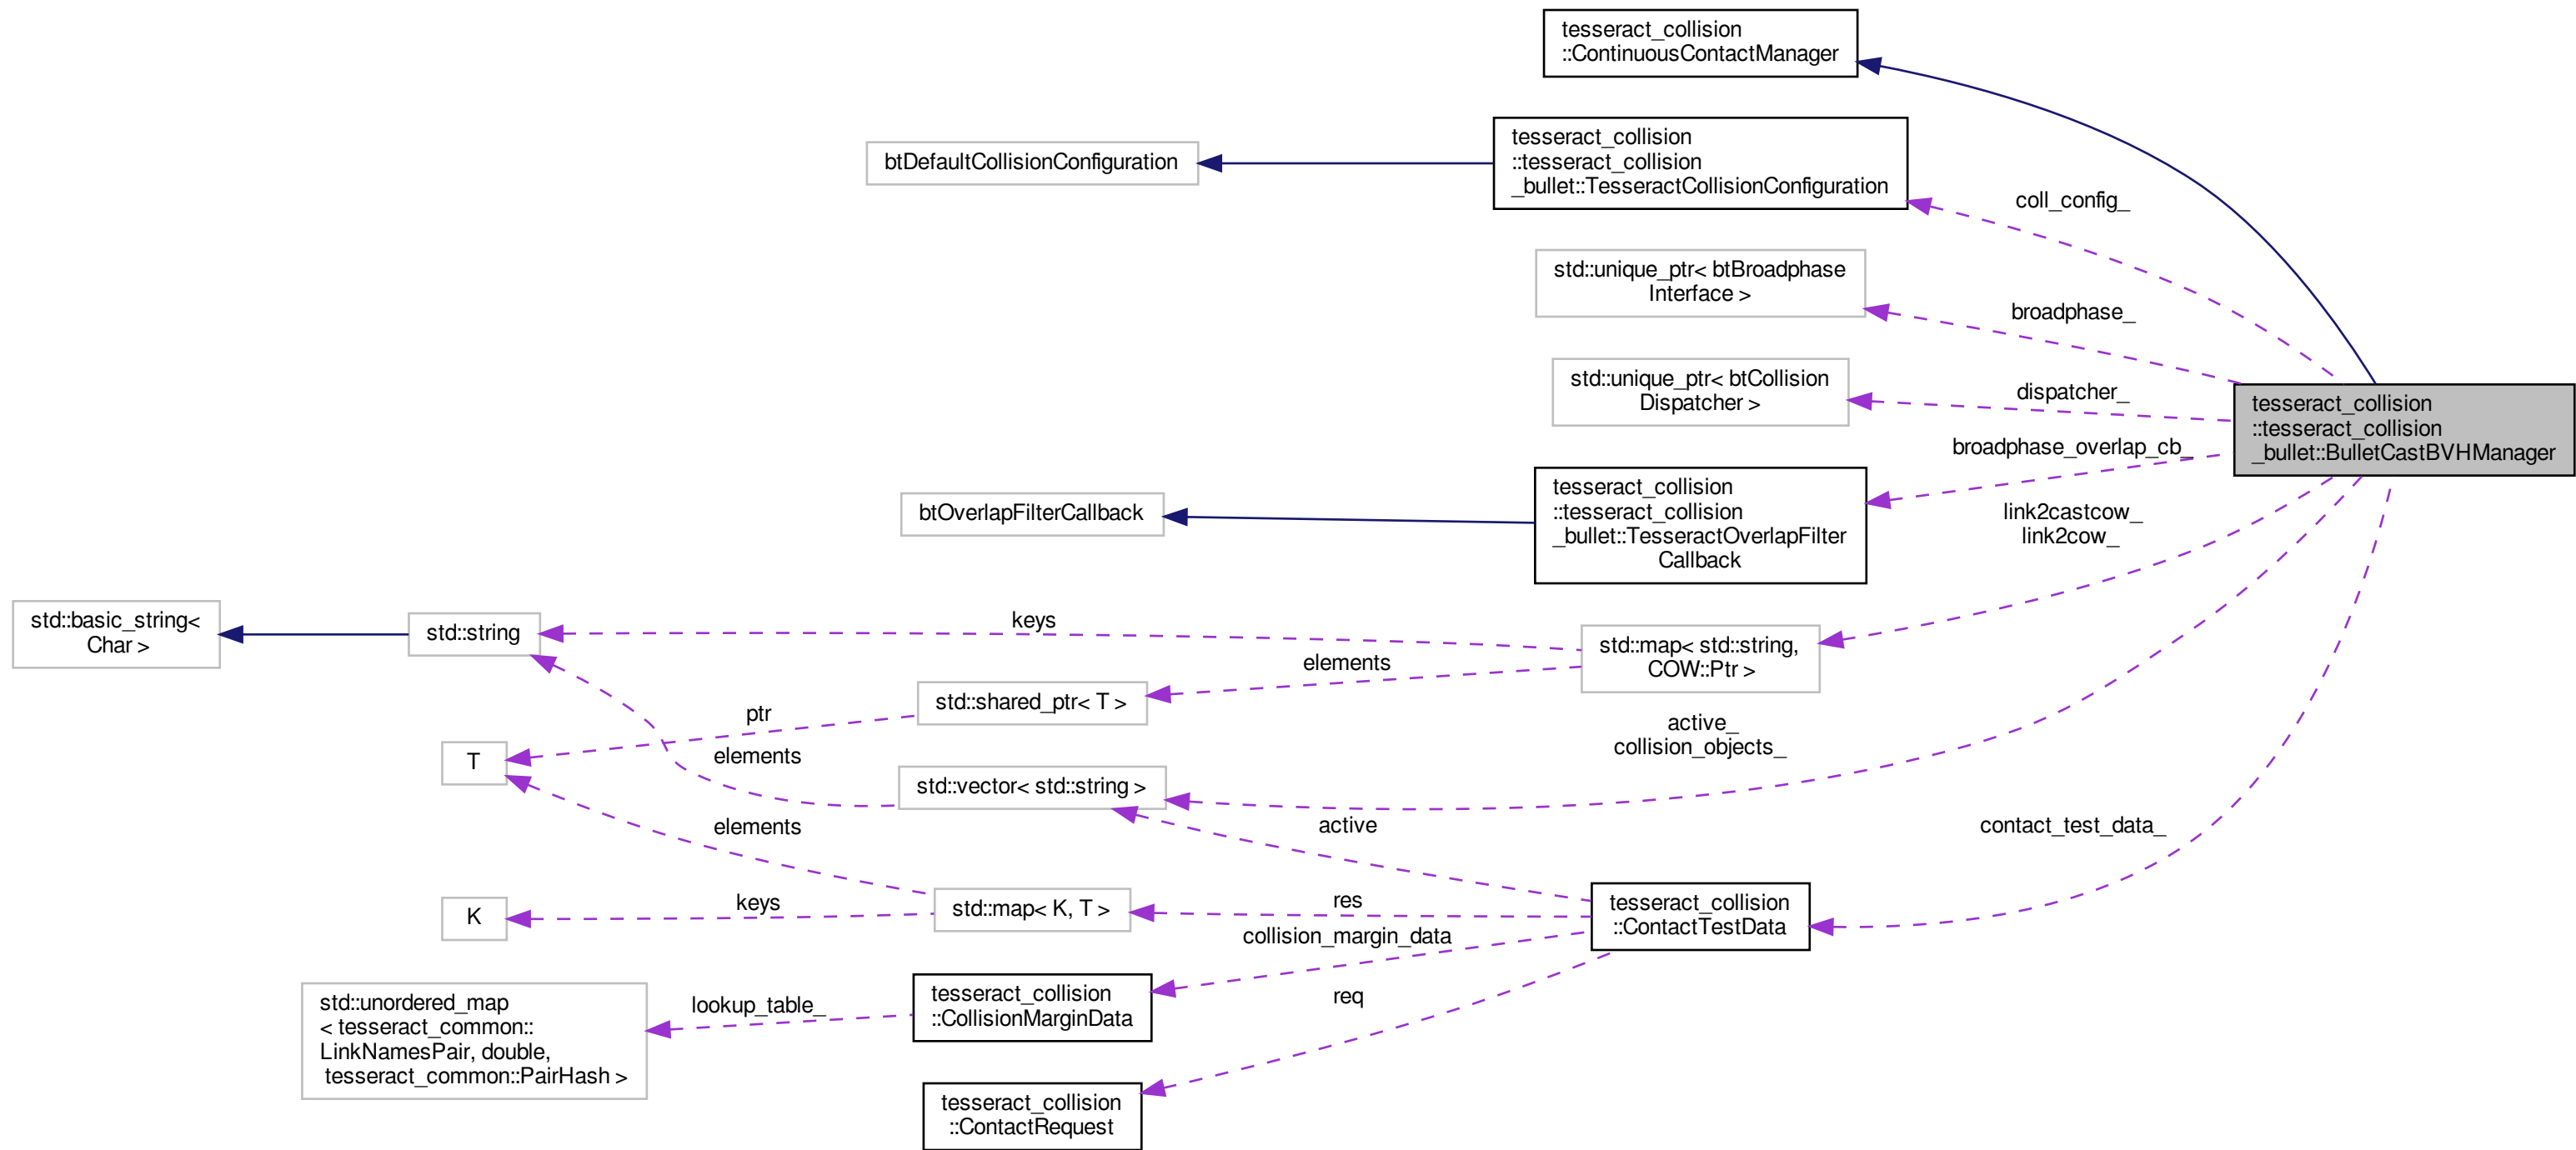 tesseract_collision
::ContinuousContactManager
tesseract_collision
::tesseract_collision
_bullet::TesseractCollisionConfiguration
btDefaultCollisionConfiguration
coll_config_
std::unique_ptr< btBroadphase
Interface >
broadphase_
std::unique_ptr< btCollision
Dispatcher >
dispatcher_
tesseract_collision
::tesseract_collision
_bullet::BulletCastBVHManager
broadphase_overlap_cb_
tesseract_collision
::tesseract_collision
_bullet::TesseractOverlapFilter
Callback
btOverlapFilterCallback
link2castcow_
link2cow_
std::basic_string<
Char >
std::string
keys
std::map< std::string,
COW::Ptr >
elements
std::shared_ptr< T >
ptr
T
elements
active_
collision_objects_
std::vector< std::string >
elements
active
contact_test_data_
K
keys
std::map< K, T >
res
tesseract_collision
::ContactTestData
collision_margin_data
std::unordered_map
< tesseract_common::
LinkNamesPair, double,
tesseract_common::PairHash >
lookup_table_
tesseract_collision
::CollisionMarginData
req
tesseract_collision
::ContactRequest